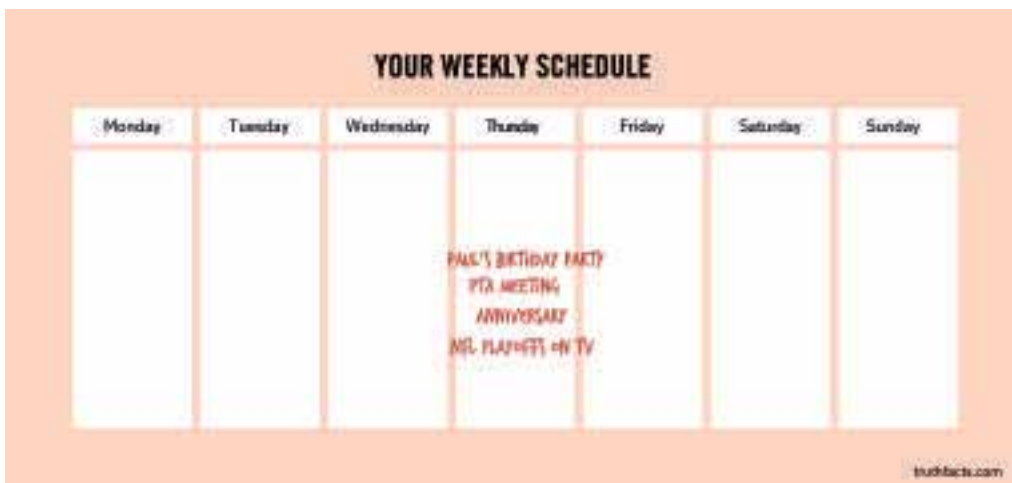 YOUR WEEKLY SCHEDULE
Monday Tuesday Wednesday Thursday Friday Saturday Sunday
PAUL'S BIRTHDAY PARTY
PTA MEETING
ANNIVERSARY
NFL PLAYOFFS ON TV
truthfacts.com